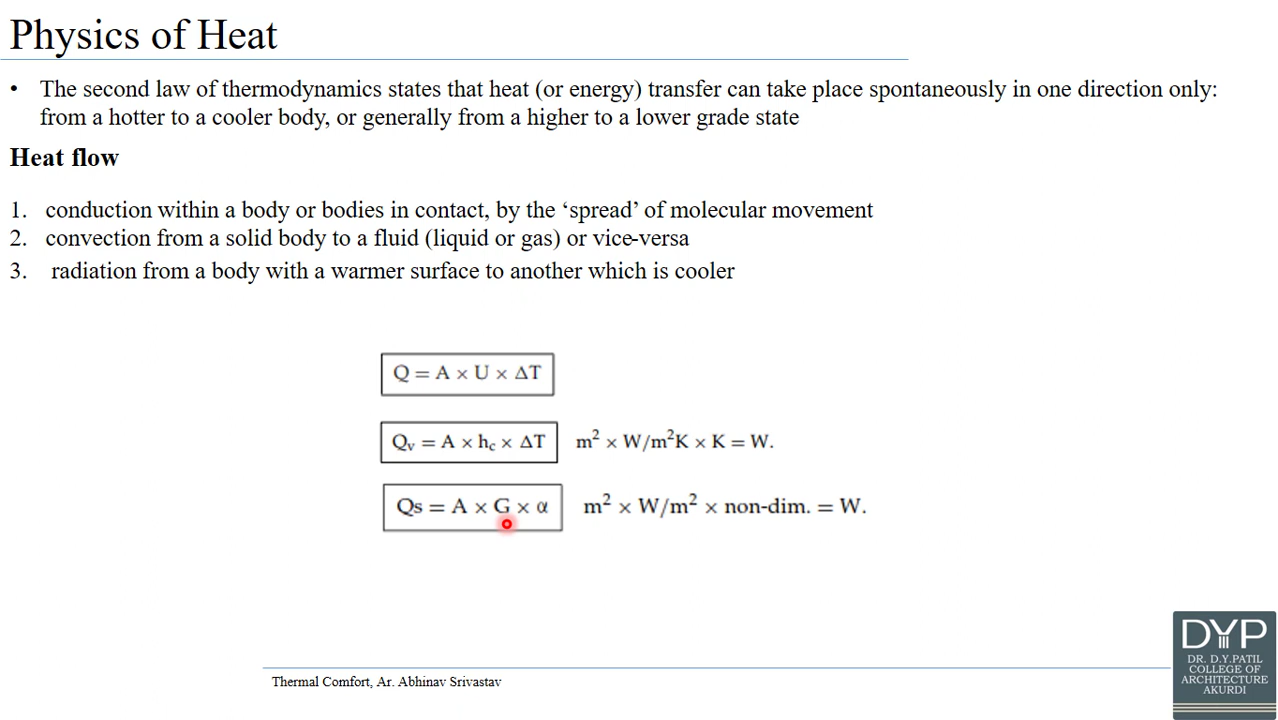 Physics of Heat
• The second law of thermodynamics states that heat (or energy) transfer can take place spontaneously in one direction only:
from a hotter to a cooler body, or generally from a higher to a lower grade state
Heat flow
1. conduction within a body or bodies in contact, by the ‘spread’ of molecular movement
2. convection from a solid body to a fluid (liquid or gas) or vice-versa
3. radiation from a body with a warmer surface to another which is cooler
Q = A × U × ΔT
Qᵥ = A × h꜀ × ΔT m² × W/m²K × K = W.
Qs = A × G × α m² × W/m² × non-dim. = W.
Thermal Comfort, Ar. Abhinav Srivastav
DYP
DR. D.Y.PATIL
COLLEGE OF
ARCHITECTURE
AKURDI